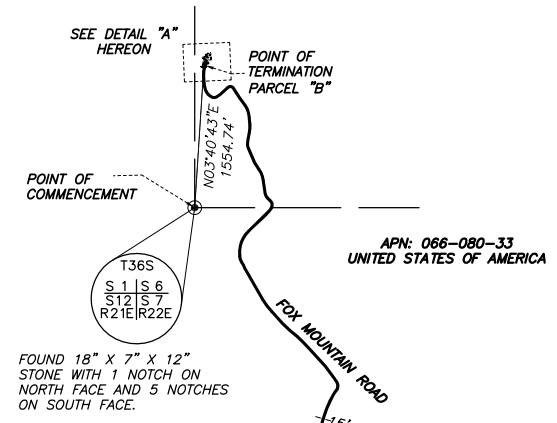 SEE DETAIL "A"
HEREON
POINT OF
TERMINATION
PARCEL "B"
N03°40'43"E
1554.74'
POINT OF
COMMENCEMENT
APN: 066-080-33
UNITED STATES OF AMERICA
T36S
S 1 S 6
S12 S 7
R21E R22E
FOX MOUNTAIN ROAD
FOUND 18" X 7" X 12"
STONE WITH 1 NOTCH ON
NORTH FACE AND 5 NOTCHES
ON SOUTH FACE.
15'